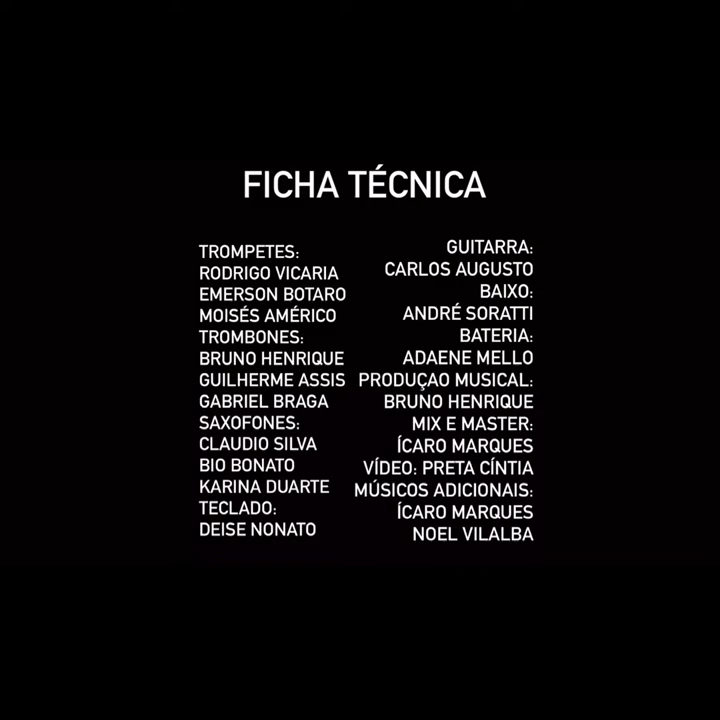 FICHA TÉCNICA
TROMPETES:
RODRIGO VICARIA
EMERSON BOTARO
MOISÉS AMÉRICO
TROMBONES:
BRUNO HENRIQUE
GUILHERME ASSIS
GABRIEL BRAGA
SAXOFONES:
CLAUDIO SILVA
BIO BONATO
KARINA DUARTE
TECLADO:
DEISE NONATO
GUITARRA:
CARLOS AUGUSTO
BAIXO:
ANDRÉ SORATTI
BATERIA:
ADAENE MELLO
PRODUÇAO MUSICAL:
BRUNO HENRIQUE
MIX E MASTER:
ÍCARO MARQUES
VÍDEO: PRETA CÍNTIA
MÚSICOS ADICIONAIS:
ÍCARO MARQUES
NOEL VILALBA